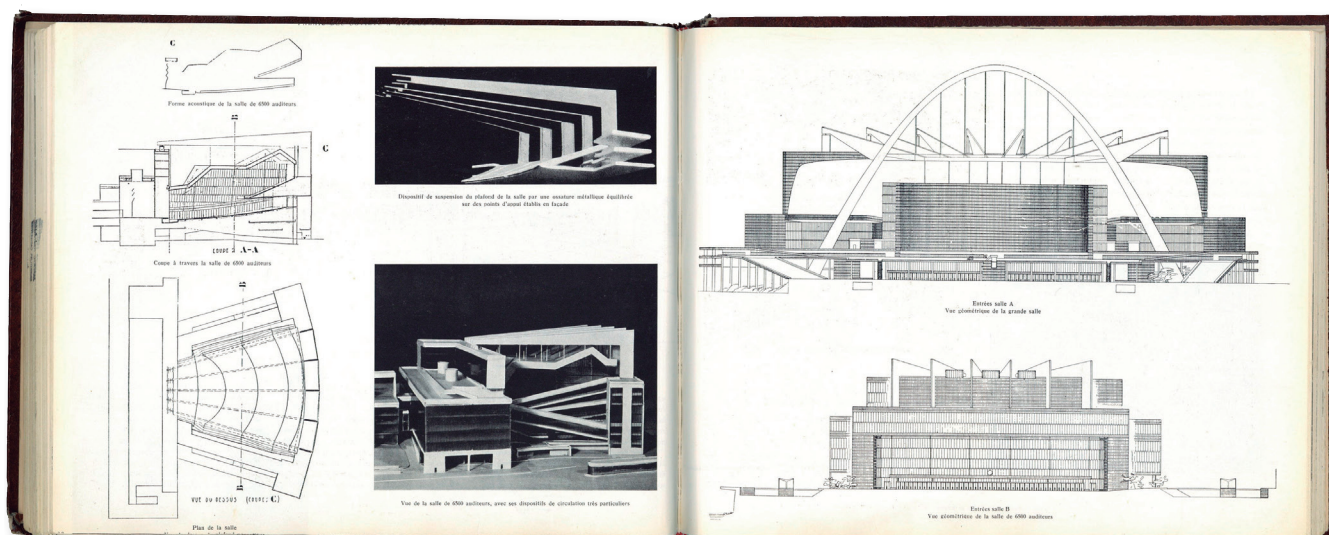 C
Forme acoustique de la salle de 6500 auditeurs
C
COUPE A-A
Coupe à travers la salle de 6500 auditeurs
VUE DU DESSUS (COUPE: C)
Plan de la salle
Dispositif de suspension du plafond de la salle par une ossature métallique équilibrée
sur des points d'appui établis en façade
Vue de la salle de 6500 auditeurs, avec ses dispositifs de circulation très particuliers
Entrées salle A
Vue géométrique de la grande salle
Entrées salle B
Vue géométrique de la salle de 6500 auditeurs